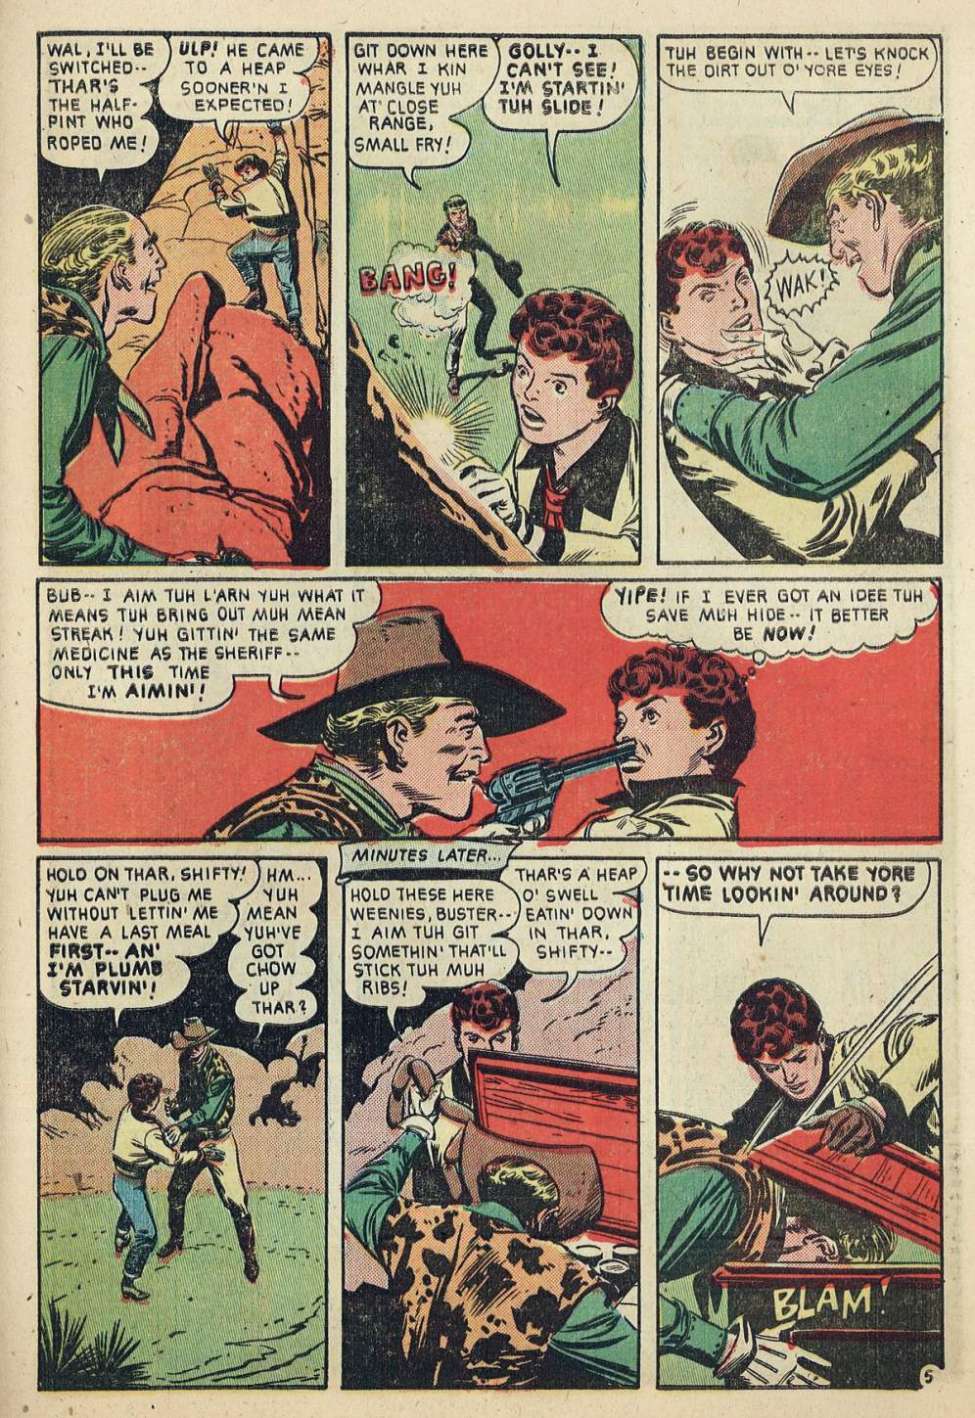 WAL, I'LL BE
SWITCHED--
THAR'S
THE HALF-
PINT WHO
ROPED ME!
ULP! HE CAME
TO A HEAP
SOONER'N I
EXPECTED!
GIT DOWN HERE
WHAR I KIN
MANGLE YUH
AT CLOSE
RANGE,
SMALL FRY!
GOLLY-- I
CAN'T SEE!
I'M STARTIN'
TUH SLIDE!
BANG!
TUH BEGIN WITH-- LET'S KNOCK
THE DIRT OUT O' YORE EYES!
WAK!
BUB-- I AIM TUH L'ARN YUH WHAT IT
MEANS TUH BRING OUT MUH MEAN
STREAK! YUH GITTIN' THE SAME
MEDICINE AS THE SHERIFF--
ONLY THIS TIME
I'M AIMIN'!
YIPE! IF I EVER GOT AN IDEE TUH
SAVE MUH HIDE-- IT BETTER
BE NOW!
HOLD ON THAR, SHIFTY!
YUH CAN'T PLUG ME
WITHOUT LETTIN' ME
HAVE A LAST MEAL
FIRST-- AN'
I'M PLUMB
STARVIN'!
HM...
YUH
MEAN
YUH'VE
GOT
CHOW
UP
THAR?
MINUTES LATER...
HOLD THESE HERE
WEENIES, BUSTER--
I AIM TUH GIT
SOMETHIN' THAT'LL
STICK TUH MUH
RIBS!
THAR'S A HEAP
O' SWELL
EATIN' DOWN
IN THAR,
SHIFTY--
-- SO WHY NOT TAKE YORE
TIME LOOKIN' AROUND?
BLAM!
5